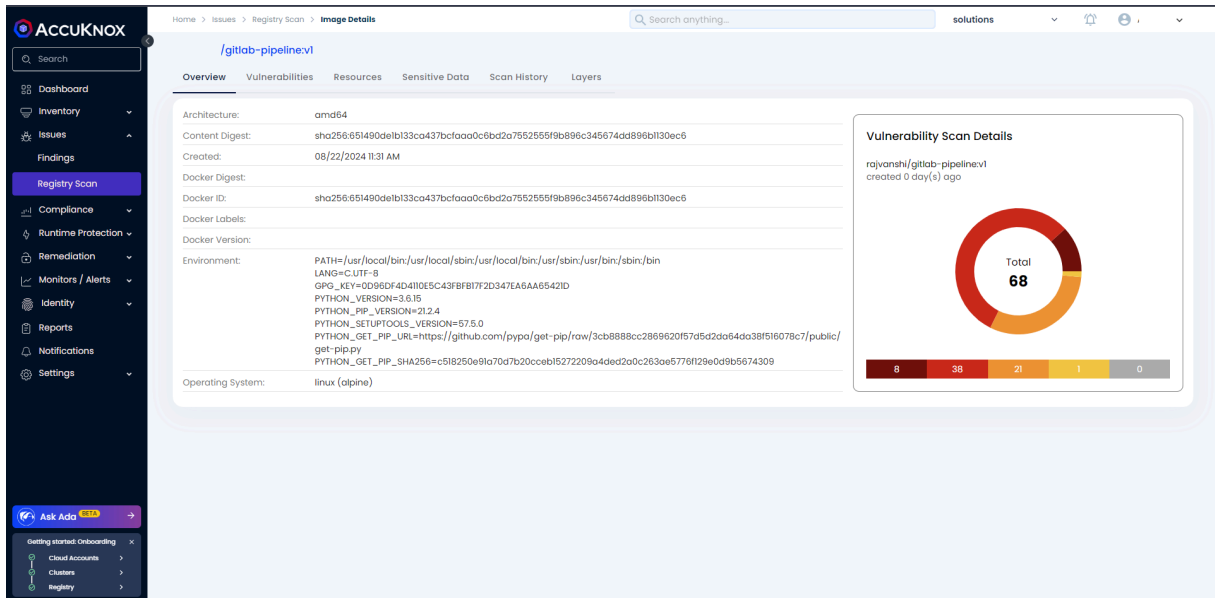 ACCUKNOX
Search
Dashboard
Inventory
Issues
Findings
Registry Scan
Compliance
Runtime Protection
Remediation
Monitors / Alerts
Identity
Reports
Notifications
Settings
Ask Ada BETA
Getting started: Onboarding
Cloud Accounts
Clusters
Registry
Home > Issues > Registry Scan > Image Details
Search anything...
solutions
/gitlab-pipeline:v1
Overview Vulnerabilities Resources Sensitive Data Scan History Layers
Architecture: amd64
Content Digest: sha256:651490de1b133ca437bcfaaa0c6bd2a7552555f9b896c345674dd896b1130ec6
Created: 08/22/2024 11:31 AM
Docker Digest:
Docker ID: sha256:651490de1b133ca437bcfaaa0c6bd2a7552555f9b896c345674dd896b1130ec6
Docker Labels:
Docker Version:
Environment: PATH=/usr/local/bin:/usr/local/sbin:/usr/local/bin:/usr/sbin:/usr/bin:/sbin:/bin
LANG=C.UTF-8
GPG_KEY=0D96DF4D4110E5C43FBFB17F2D347EA6AA65421D
PYTHON_VERSION=3.6.15
PYTHON_PIP_VERSION=21.2.4
PYTHON_SETUPTOOLS_VERSION=57.5.0
PYTHON_GET_PIP_URL=https://github.com/pypa/get-pip/raw/3cb8888cc2869620f57d5d2da64da38f516078c7/public/
get-pip.py
PYTHON_GET_PIP_SHA256=c518250e91a70d7b20cceb15272209a4ded2a0c263ae5776f129e0d9b5674309
Operating System: linux (alpine)
Vulnerability Scan Details
rajvanshi/gitlab-pipeline:v1
created 0 day(s) ago
Total
68
8 38 21 1 0